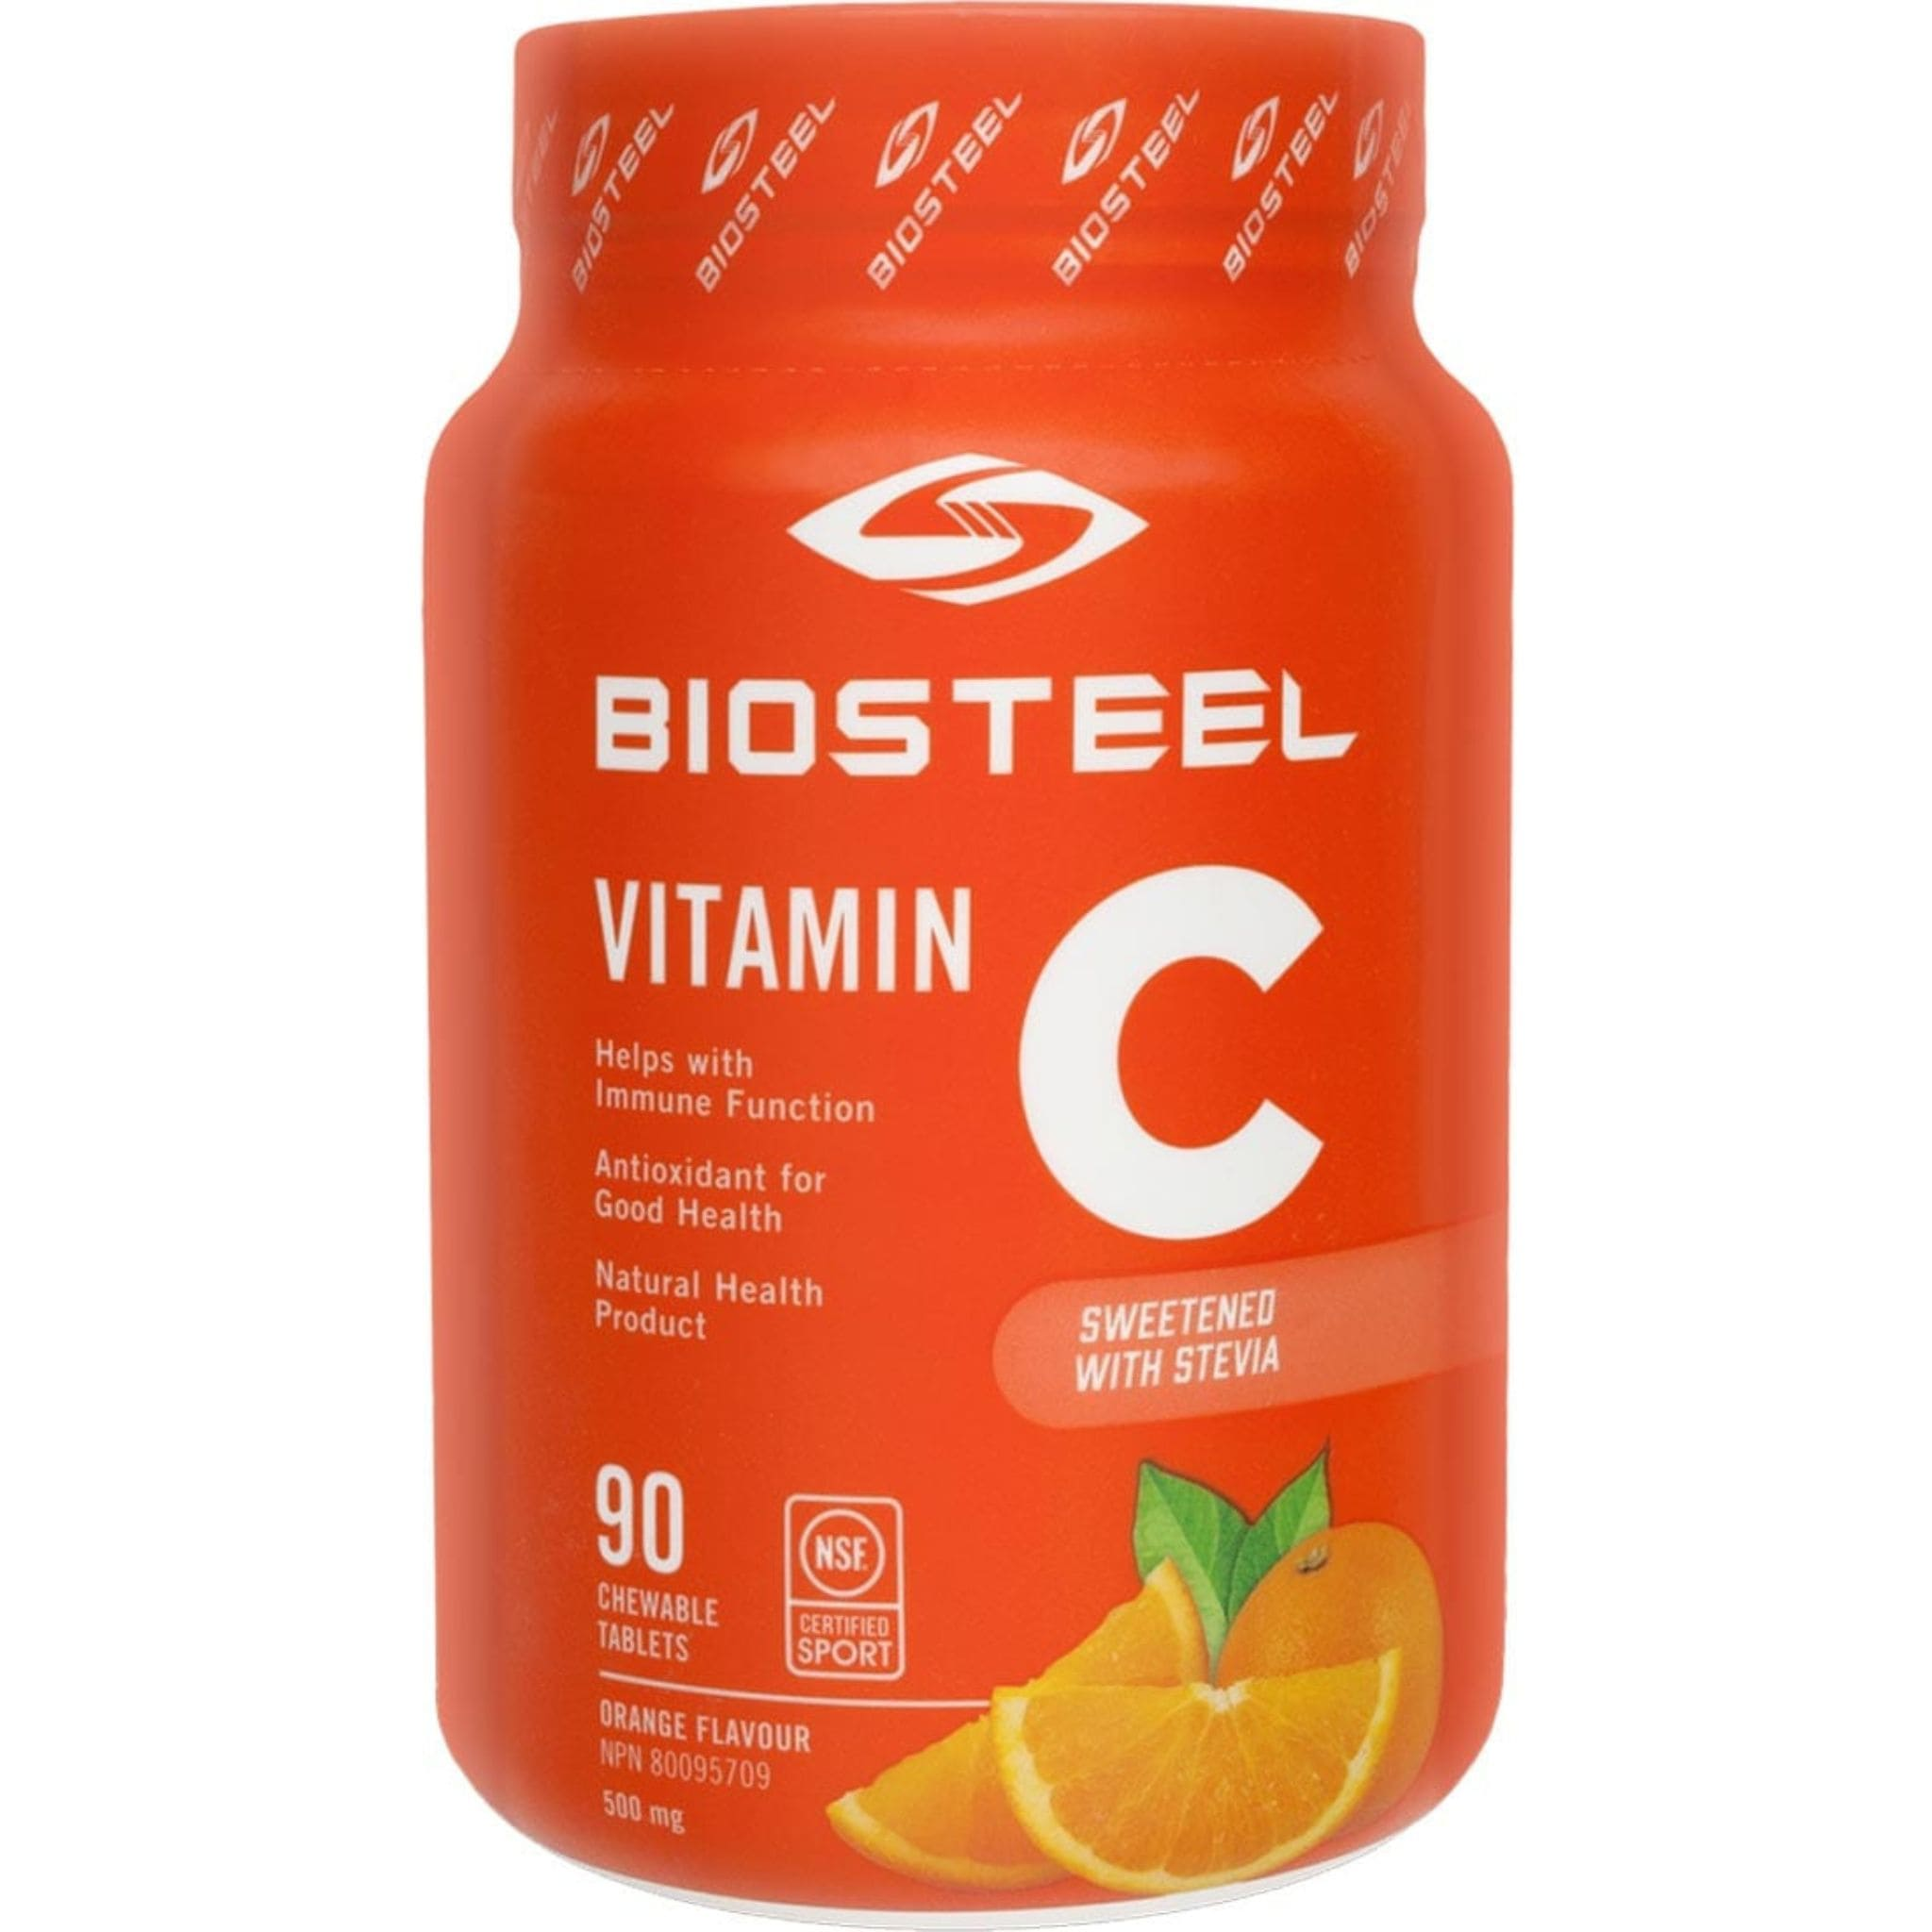 BIOSTEEL BIOSTEEL BIOSTEEL BIOSTEEL BIOSTEEL BIOSTEEL
BIOSTEEL
VITAMIN C
Helps with
Immune Function
Antioxidant for
Good Health
Natural Health
Product
SWEETENED
WITH STEVIA
90
CHEWABLE
TABLETS
NSF.
CERTIFIED
SPORT
ORANGE FLAVOUR
NPN 80095709
500 mg